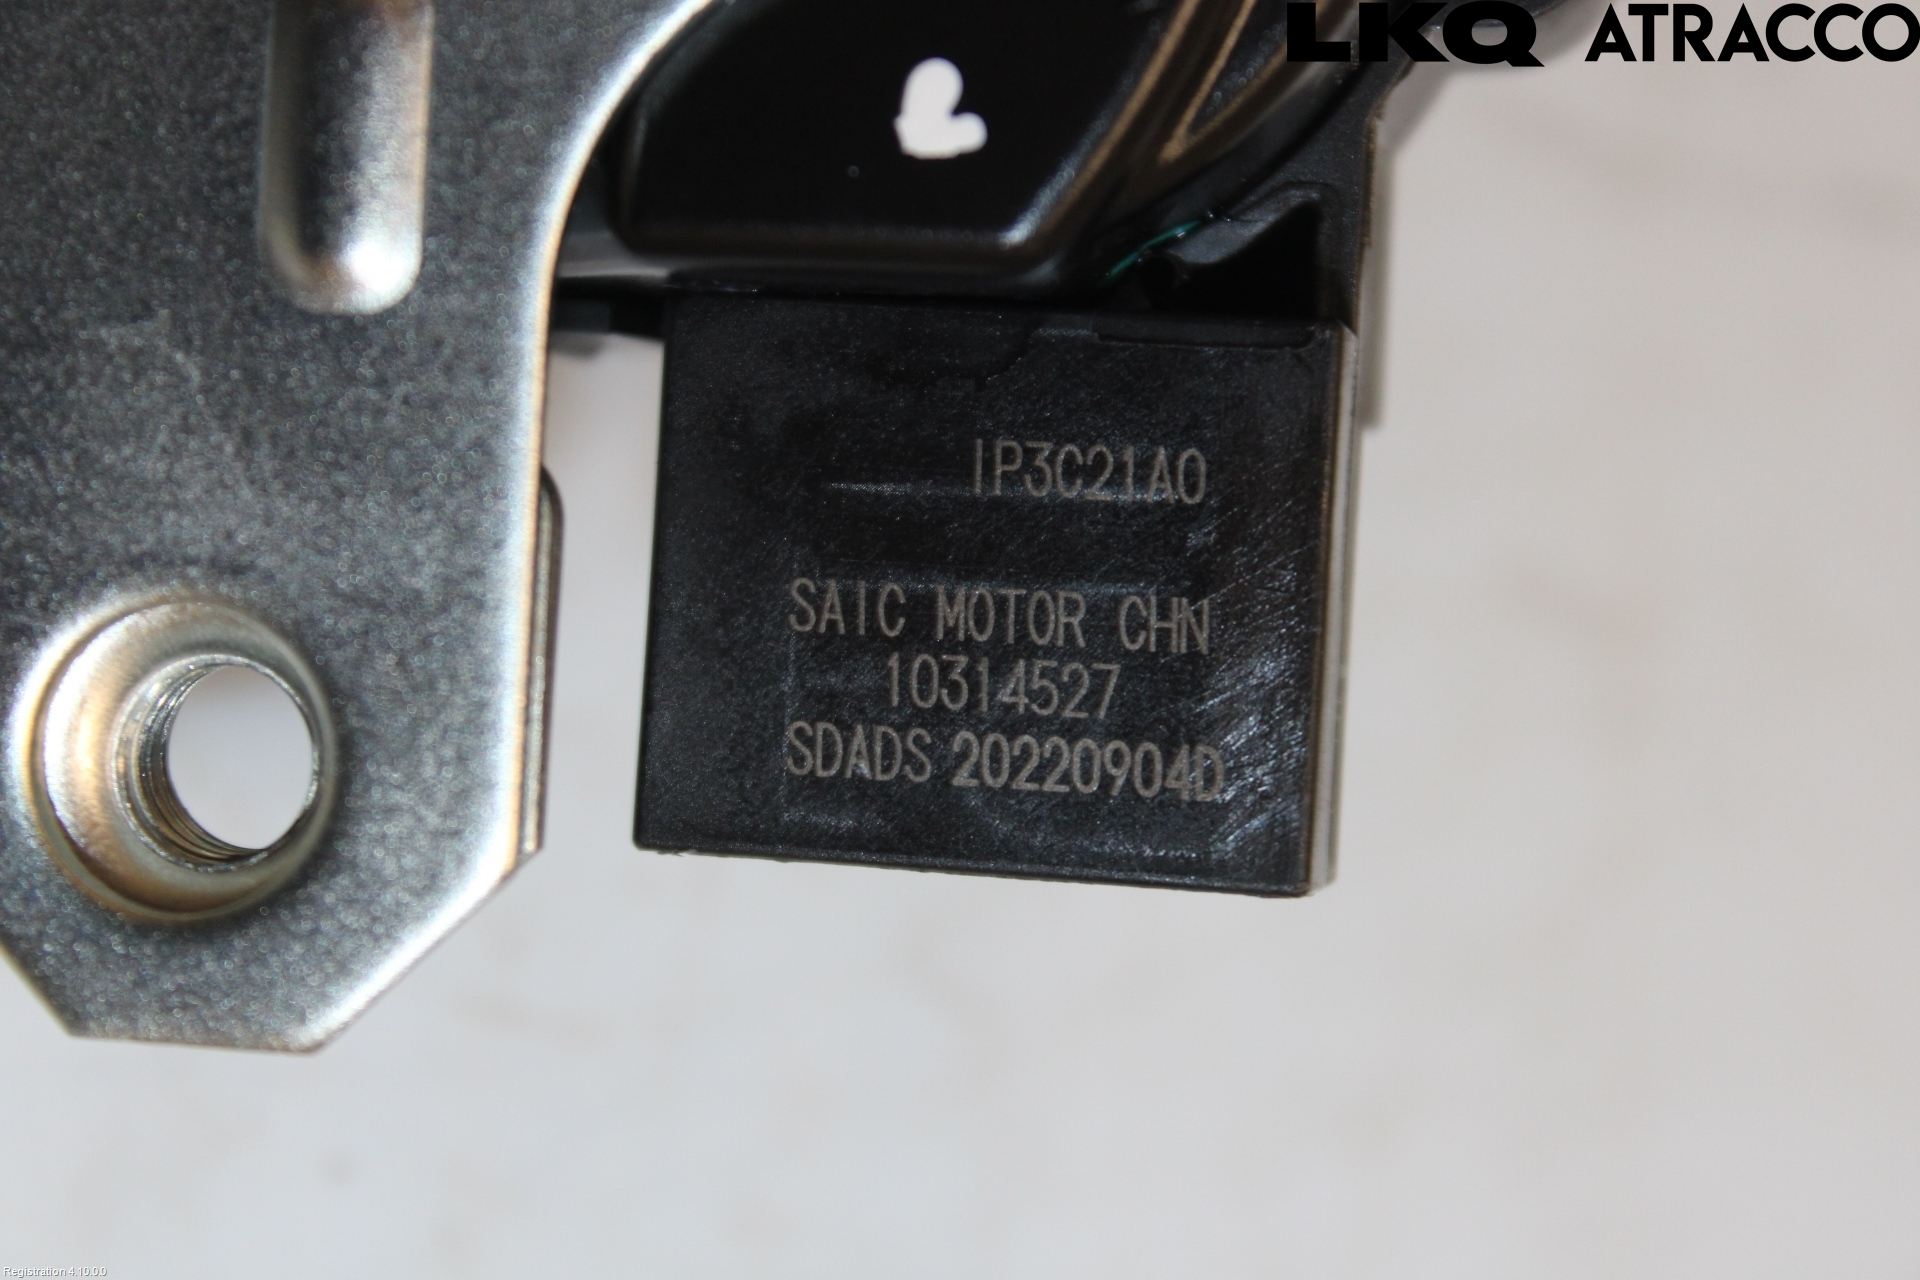 LKQ ATRACCO
IP3C21A0
SAIC MOTOR CHN
10314527
SDADS 20220904D
Registration 4.10.0.0